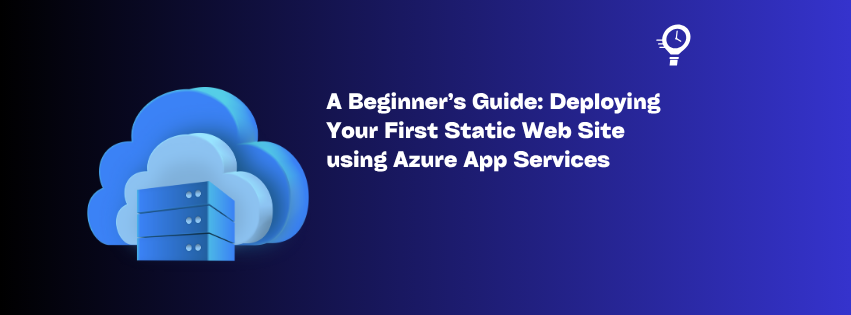 A Beginner’s Guide: Deploying
Your First Static Web Site
using Azure App Services